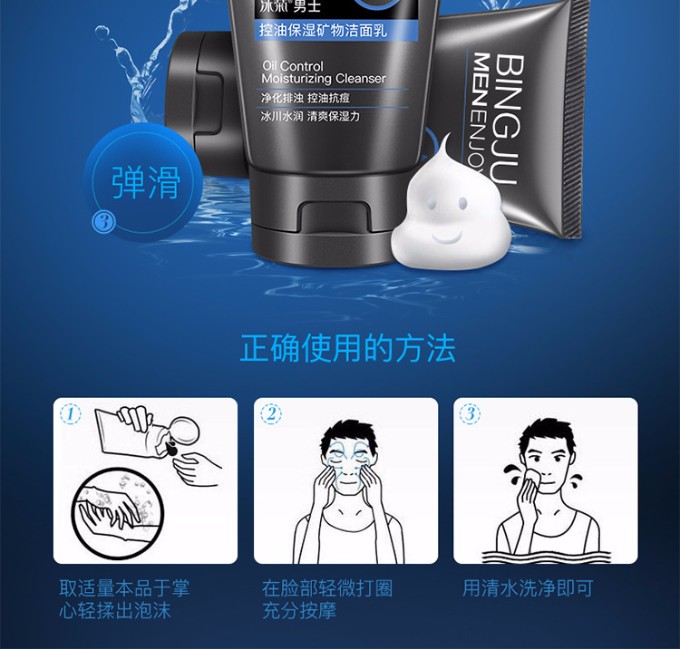 冰菊®男士
控油保湿矿物洁面乳
Oil Control
Moisturizing Cleanser
净化排浊 控油抗痘
冰川水润 清爽保湿力
BINGJU
MENENJOY
弹滑
3
正确使用的方法
1
2
3
取适量本品于掌
心轻揉出泡沫
在脸部轻微打圈
充分按摩
用清水洗净即可